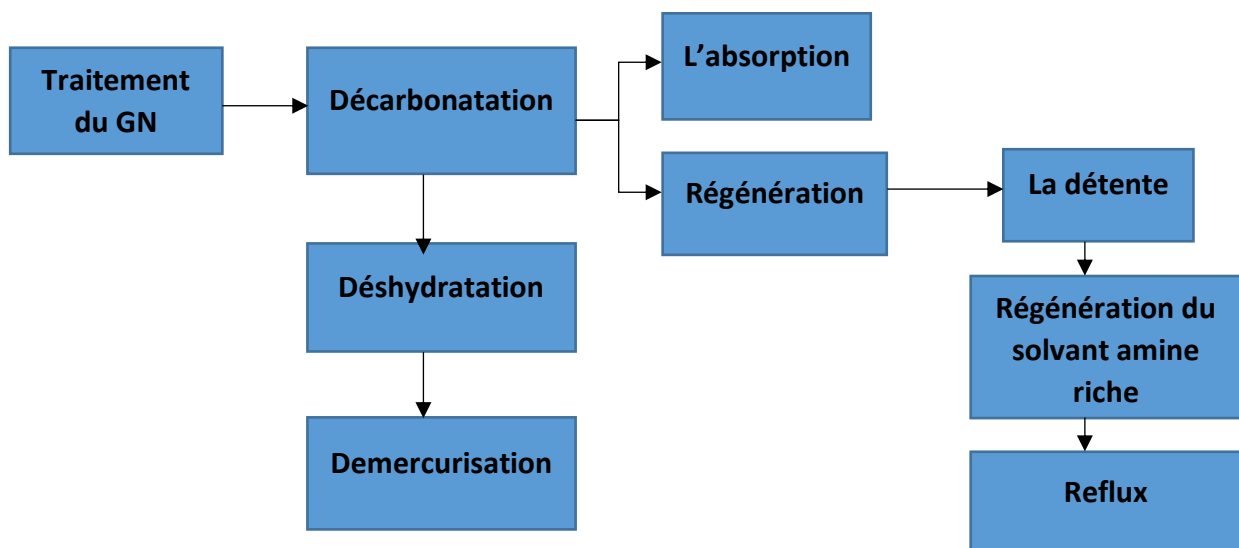 Traitement
du GN
Décarbonatation
L'absorption
Régénération
La détente
Déshydratation
Régénération du
solvant amine
riche
Demercurisation
Reflux